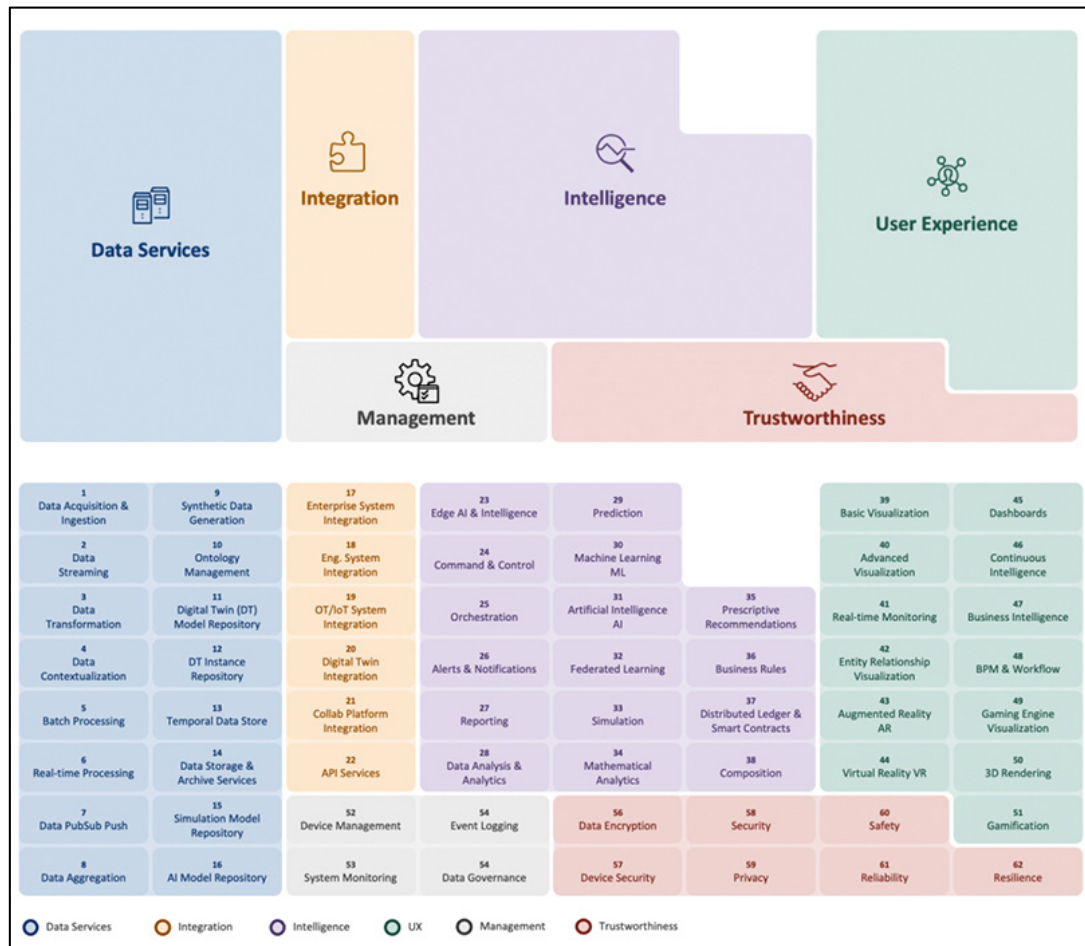 Data Services
Integration
Intelligence
User Experience
Management
Trustworthiness
1
Data Acquisition &
Ingestion
9
Synthetic Data
Generation
17
Enterprise System
Integration
23
Edge AI & Intelligence
29
Prediction
39
Basic Visualization
45
Dashboards
2
Data
Streaming
10
Ontology
Management
18
Eng. System
Integration
24
Command & Control
30
Machine Learning
ML
40
Advanced
Visualization
46
Continuous
Intelligence
3
Data
Transformation
11
Digital Twin (DT)
Model Repository
19
OT/IoT System
Integration
25
Orchestration
31
Artificial Intelligence
AI
35
Prescriptive
Recommendations
41
Real-time Monitoring
47
Business Intelligence
4
Data
Contextualization
12
DT Instance
Repository
20
Digital Twin
Integration
26
Alerts & Notifications
32
Federated Learning
36
Business Rules
42
Entity Relationship
Visualization
48
BPM & Workflow
5
Batch Processing
13
Temporal Data Store
21
Collab Platform
Integration
27
Reporting
33
Simulation
37
Distributed Ledger &
Smart Contracts
43
Augmented Reality
AR
49
Gaming Engine
Visualization
6
Real-time Processing
14
Data Storage &
Archive Services
22
API Services
28
Data Analysis &
Analytics
34
Mathematical
Analytics
38
Composition
44
Virtual Reality VR
50
3D Rendering
7
Data PubSub Push
15
Simulation Model
Repository
52
Device Management
54
Event Logging
56
Data Encryption
58
Security
60
Safety
51
Gamification
8
Data Aggregation
16
AI Model Repository
53
System Monitoring
54
Data Governance
57
Device Security
59
Privacy
61
Reliability
62
Resilience
Data Services
Integration
Intelligence
UX
Management
Trustworthiness